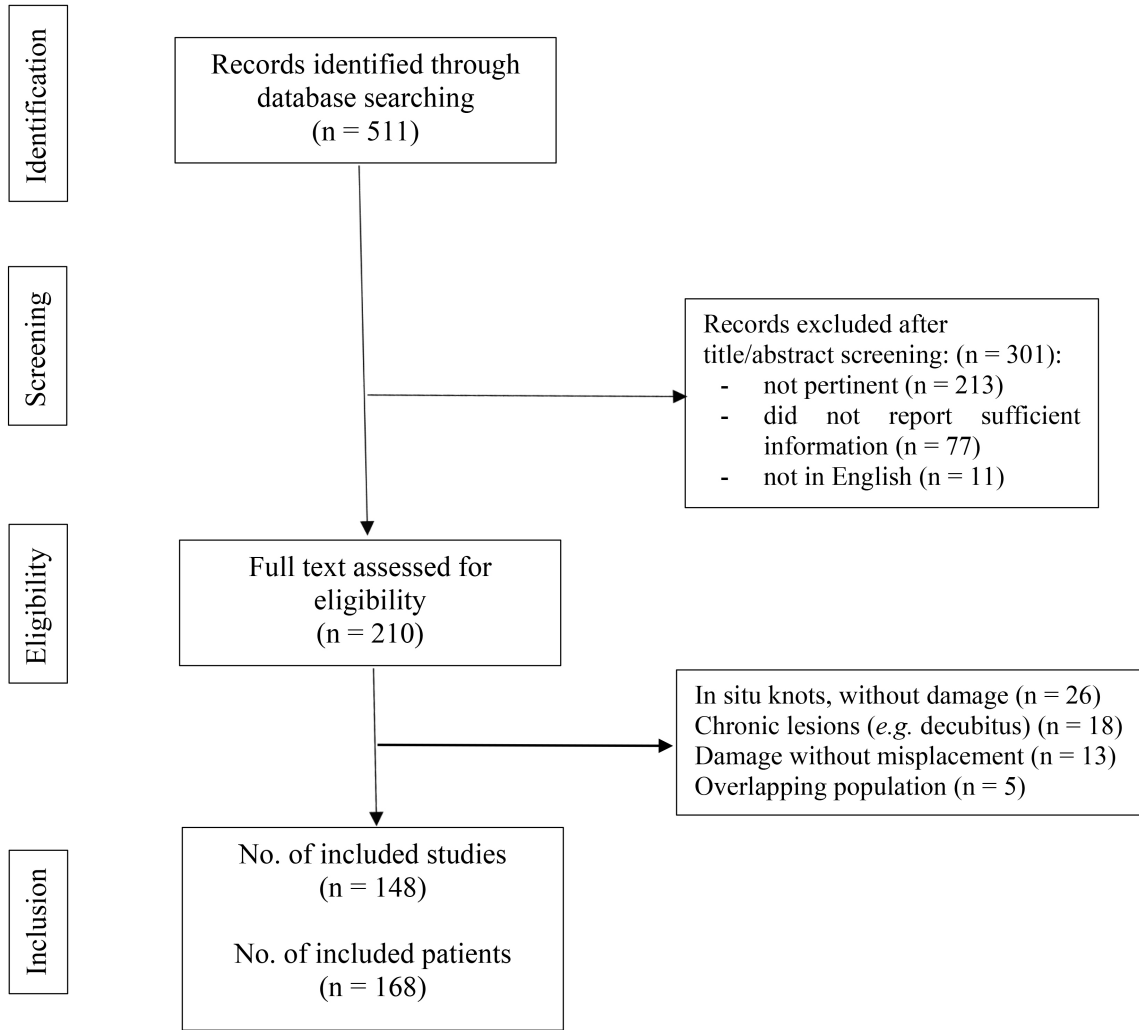 Identification
Records identified through
database searching
(n = 511)
Screening
Records excluded after
title/abstract screening: (n = 301):
- not pertinent (n = 213)
- did not report sufficient
information (n = 77)
- not in English (n = 11)
Eligibility
Full text assessed for
eligibility
(n = 210)
In situ knots, without damage (n = 26)
Chronic lesions (e.g. decubitus) (n = 18)
Damage without misplacement (n = 13)
Overlapping population (n = 5)
Inclusion
No. of included studies
(n = 148)
No. of included patients
(n = 168)